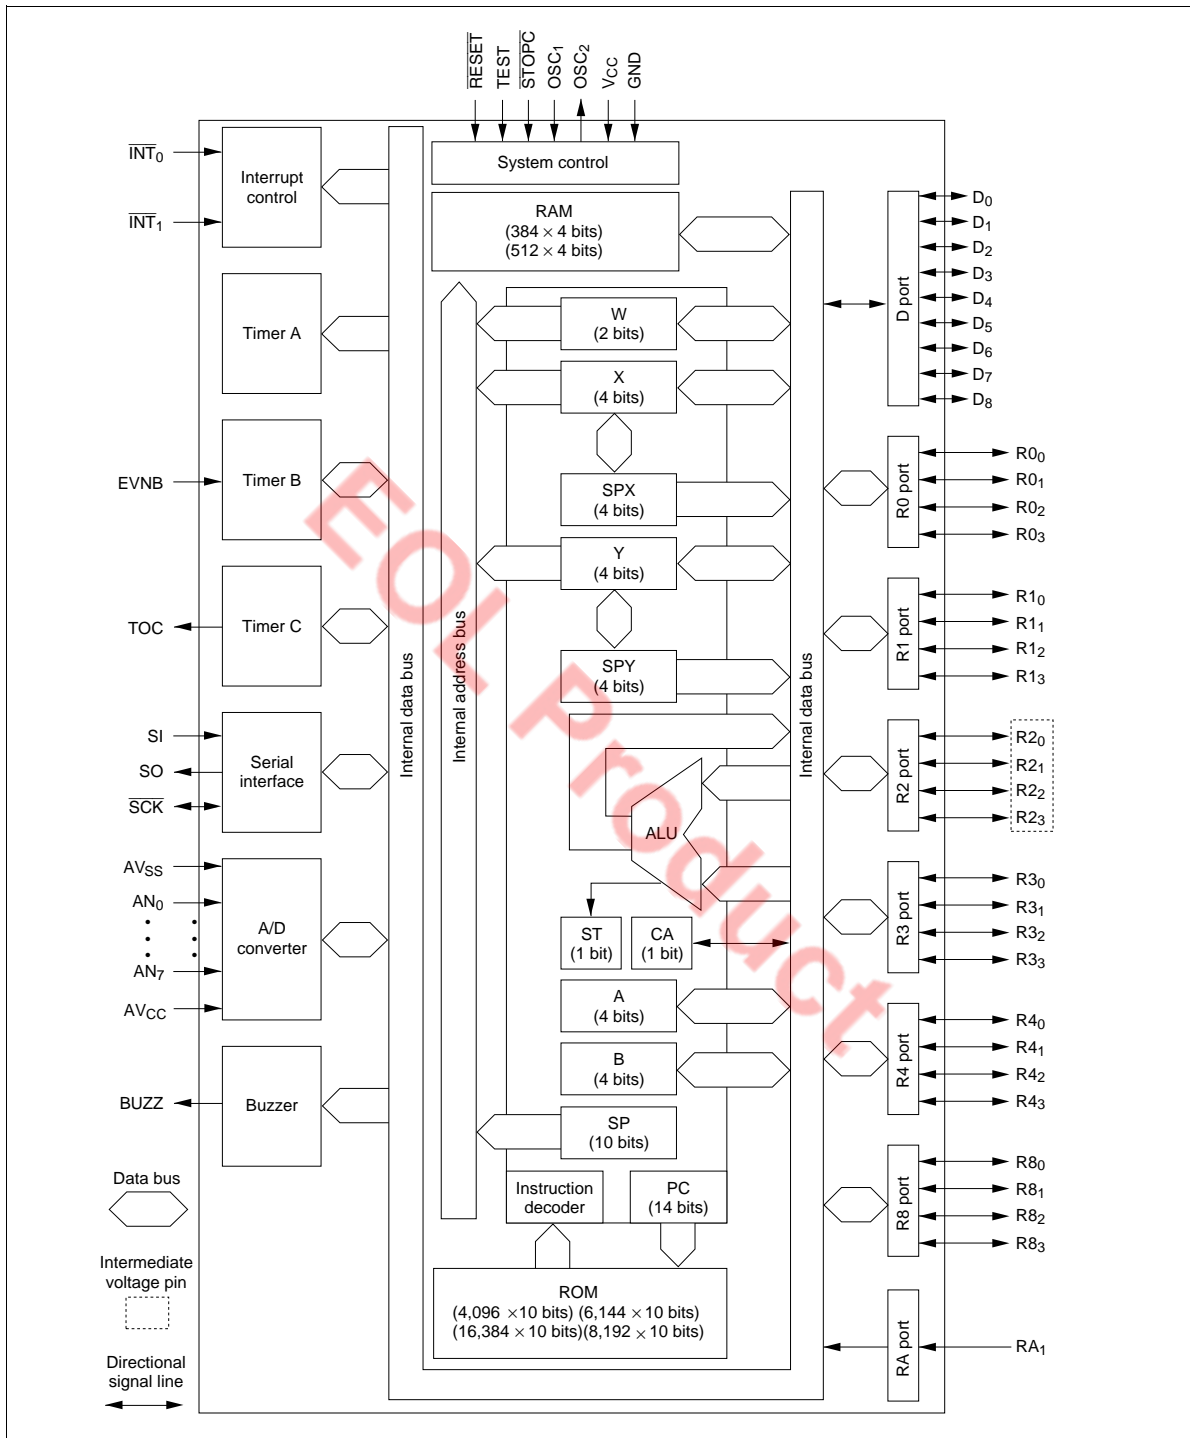 RESET
TEST
STOPC
OSC1
OSC2
VCC
GND
INT0
INT1
Interrupt
control
System control
RAM
(384 × 4 bits)
(512 × 4 bits)
D port
D0
D1
D2
D3
D4
D5
D6
D7
D8
Timer A
W
(2 bits)
X
(4 bits)
EVNB
Timer B
SPX
(4 bits)
R0 port
R00
R01
R02
R03
Y
(4 bits)
TOC
Timer C
SPY
(4 bits)
R1 port
R10
R11
R12
R13
Internal data bus
Internal address bus
Internal data bus
SI
SO
SCK
Serial
interface
ALU
R2 port
R20
R21
R22
R23
AVSS
AN0
AN7
AVCC
A/D
converter
ST
(1 bit)
CA
(1 bit)
R3 port
R30
R31
R32
R33
A
(4 bits)
B
(4 bits)
R4 port
R40
R41
R42
R43
BUZZ
Buzzer
SP
(10 bits)
Instruction
decoder
PC
(14 bits)
R8 port
R80
R81
R82
R83
ROM
(4,096 ×10 bits) (6,144 × 10 bits)
(16,384 × 10 bits)(8,192 × 10 bits)
RA port
RA1
Data bus
Intermediate
voltage pin
Directional
signal line
EOL Product